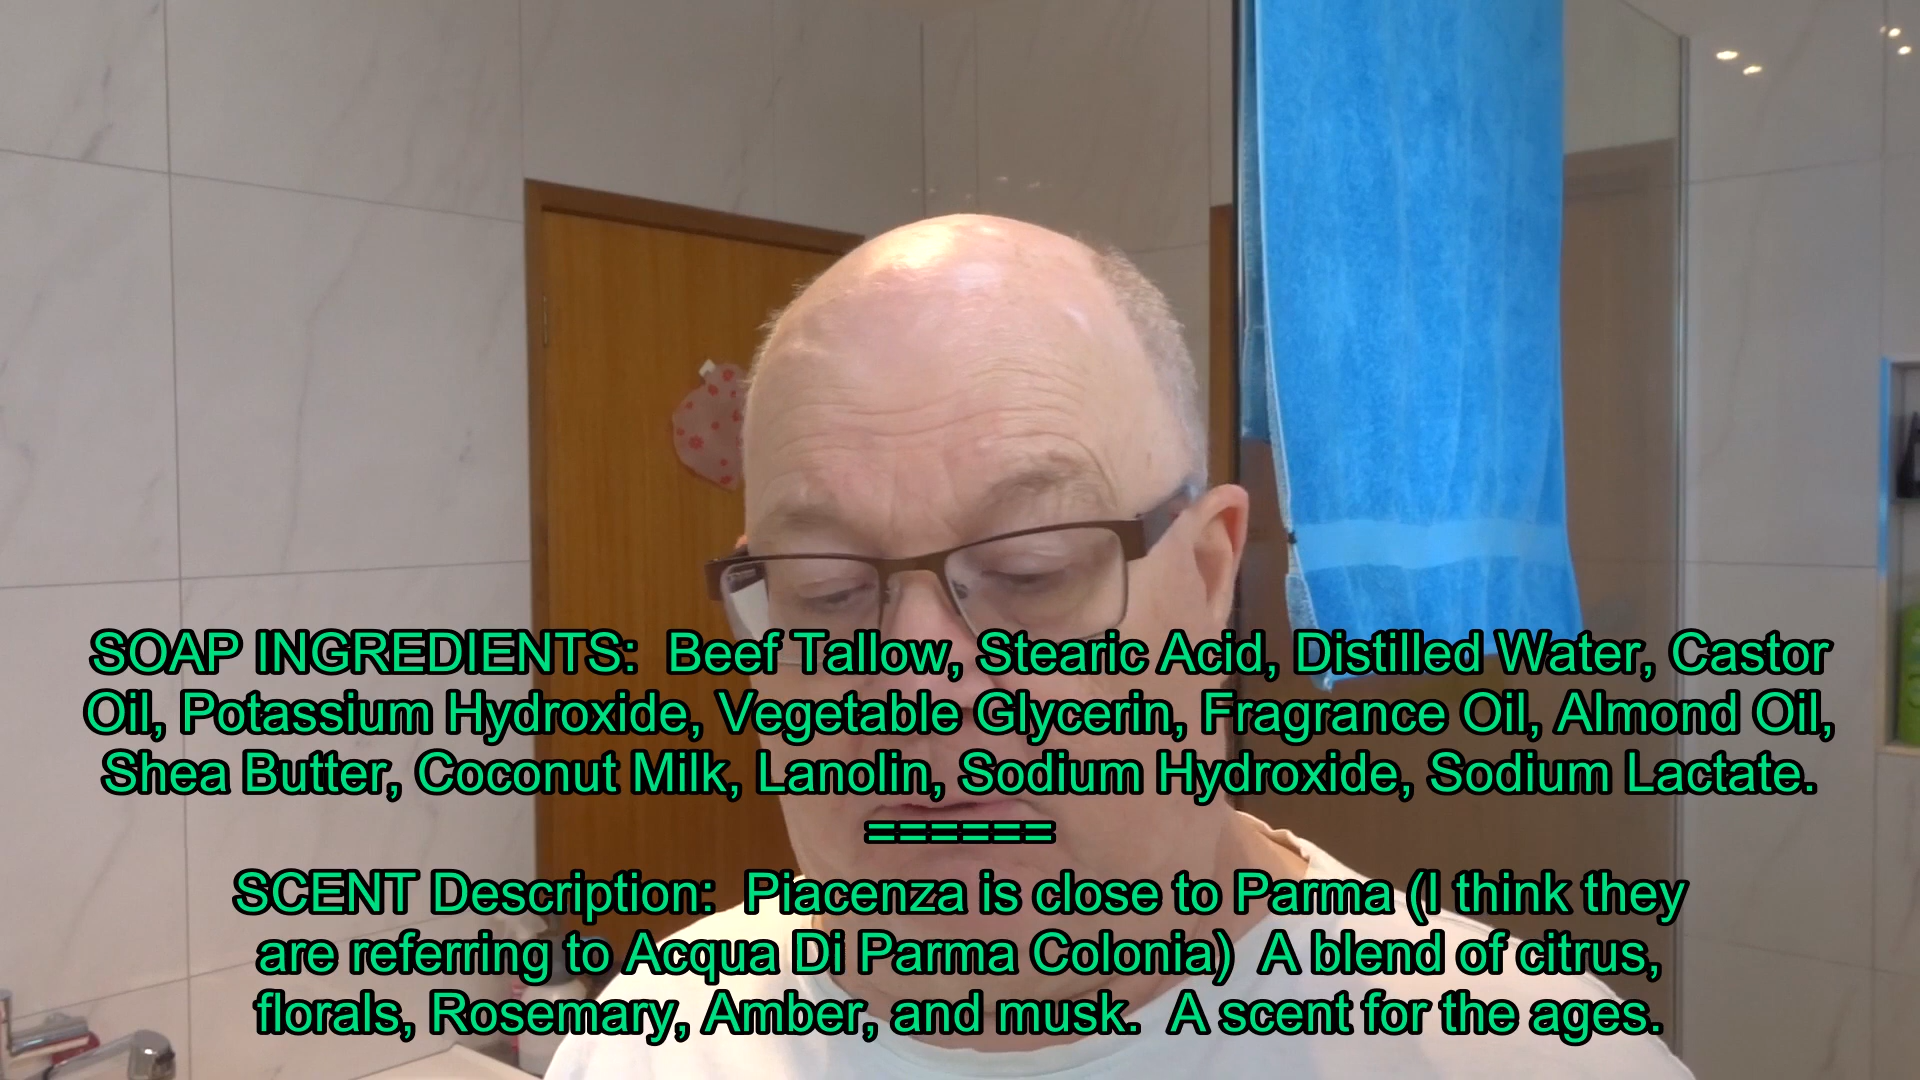 SOAP INGREDIENTS:  Beef Tallow, Stearic Acid, Distilled Water, Castor
Oil, Potassium Hydroxide, Vegetable Glycerin, Fragrance Oil, Almond Oil,
Shea Butter, Coconut Milk, Lanolin, Sodium Hydroxide, Sodium Lactate.
======
SCENT Description:  Piacenza is close to Parma (I think they
are referring to Acqua Di Parma Colonia)  A blend of citrus,
florals, Rosemary, Amber, and musk.  A scent for the ages.